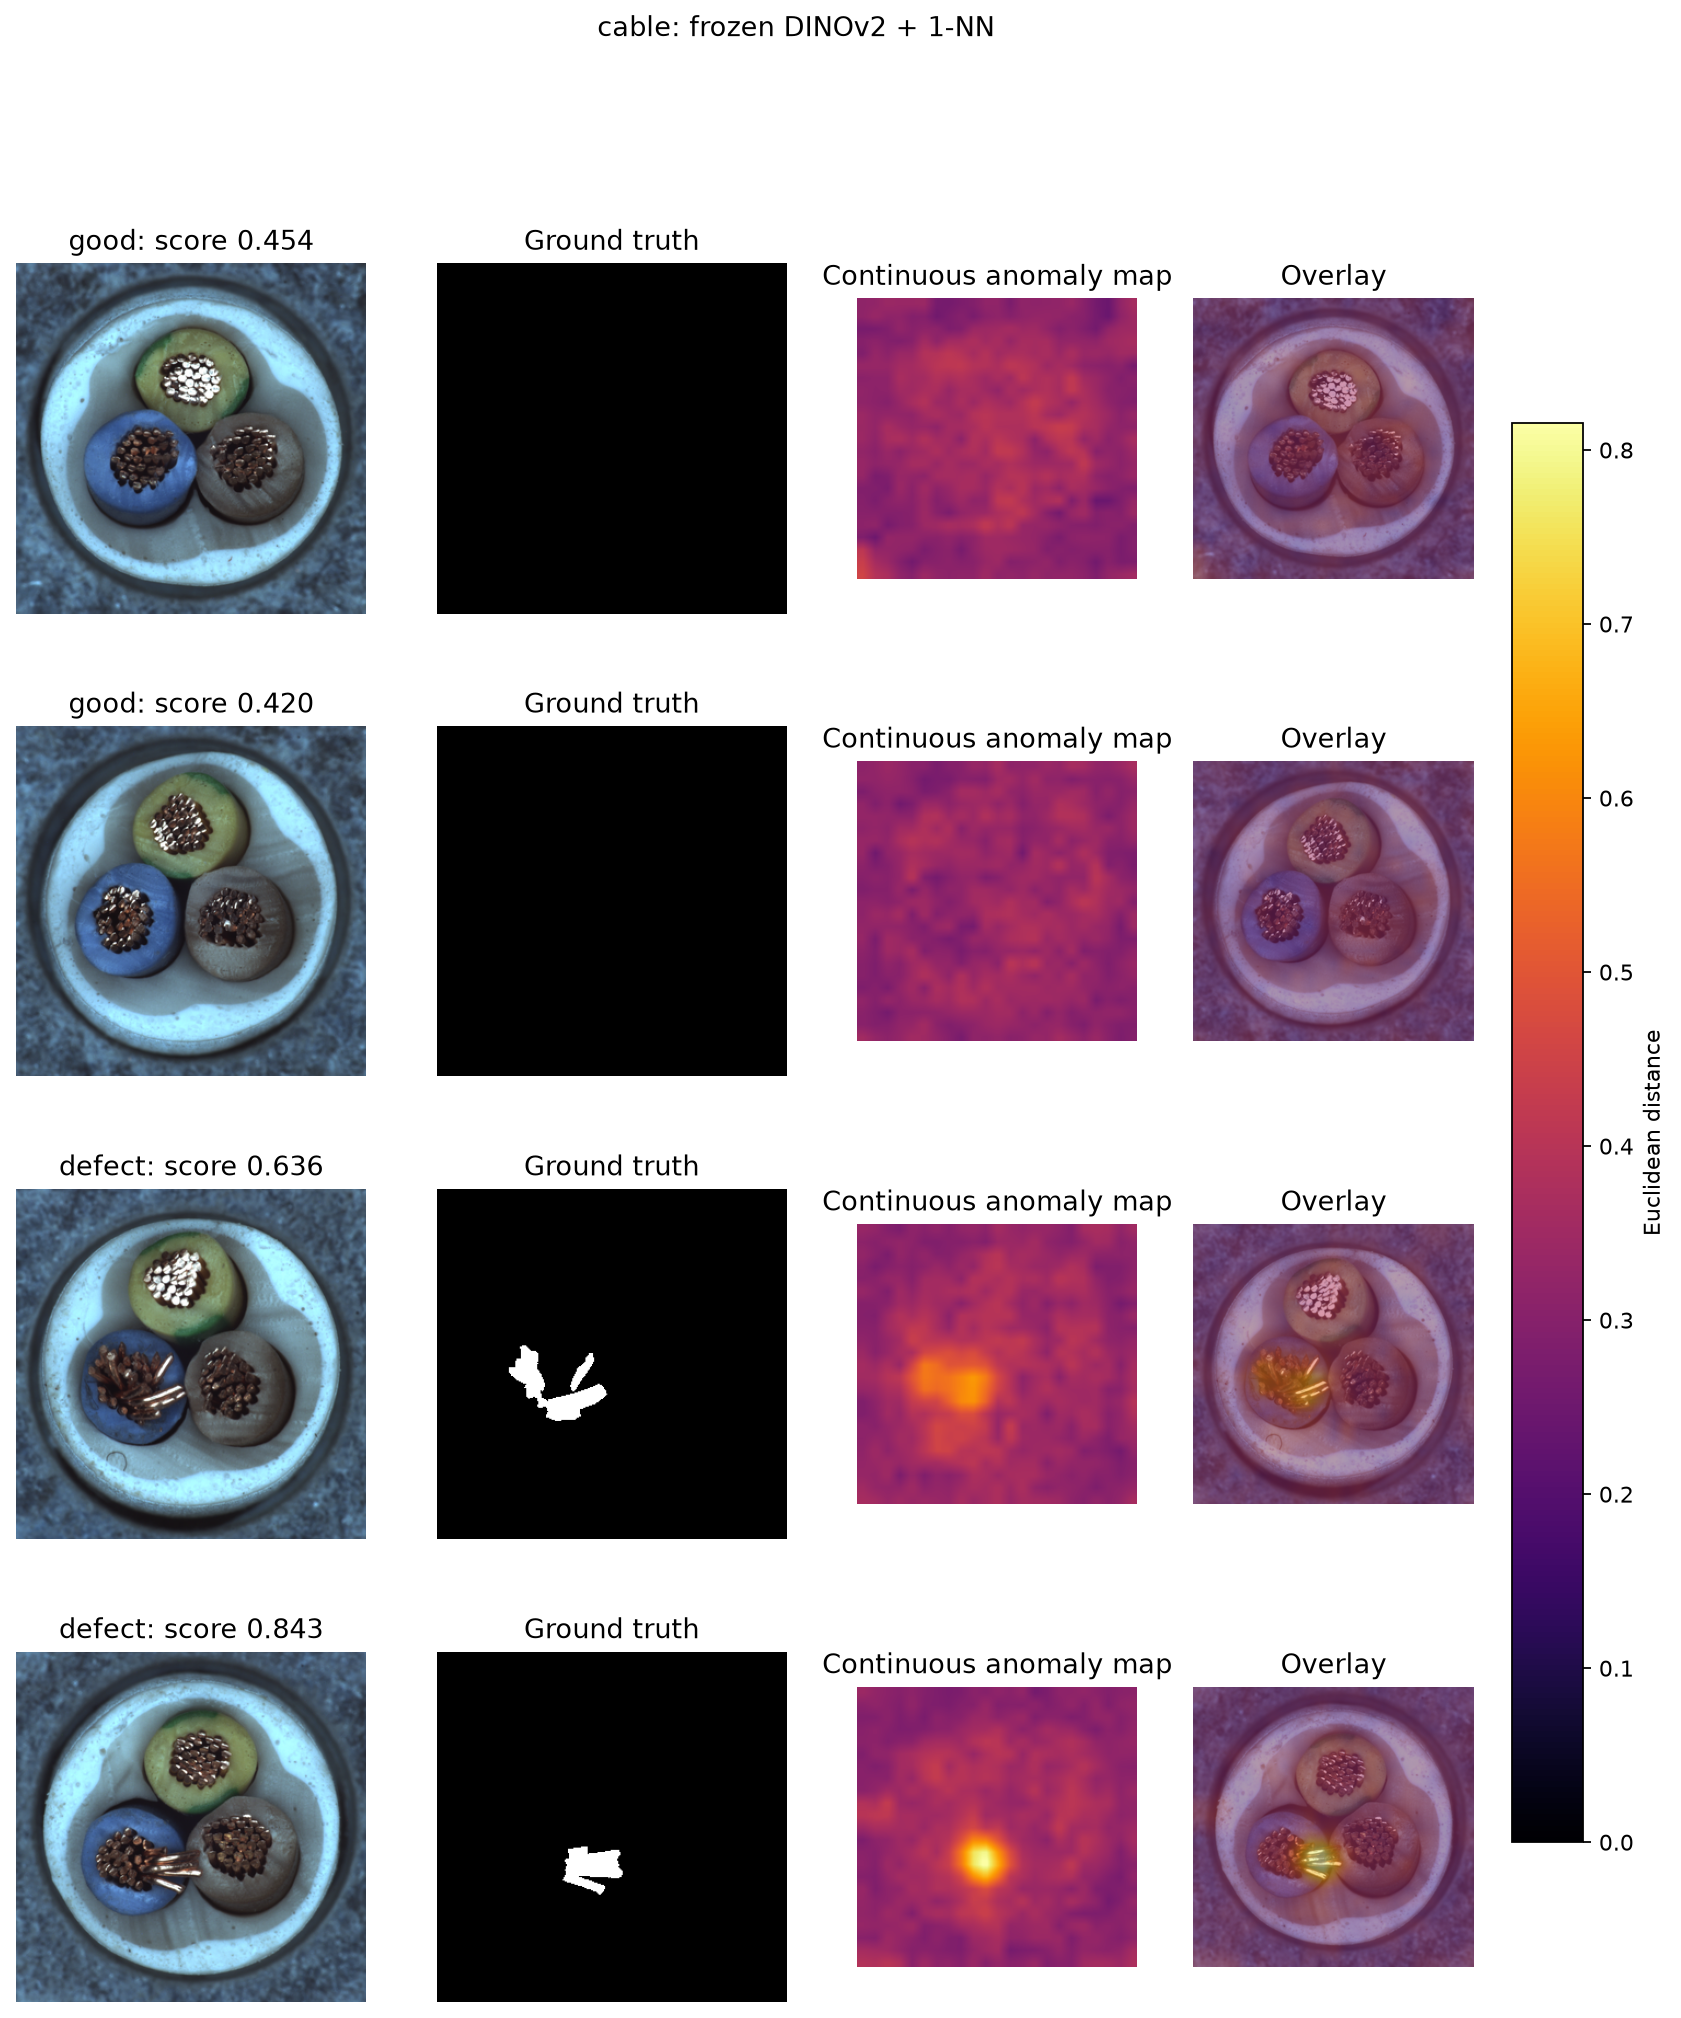 cable: frozen DINOv2 + 1-NN
good: score 0.454
Ground truth
Continuous anomaly map
Overlay
good: score 0.420
Ground truth
Continuous anomaly map
Overlay
defect: score 0.636
Ground truth
Continuous anomaly map
Overlay
defect: score 0.843
Ground truth
Continuous anomaly map
Overlay
0.8
0.7
0.6
0.5
0.4
0.3
0.2
0.1
0.0
Euclidean distance